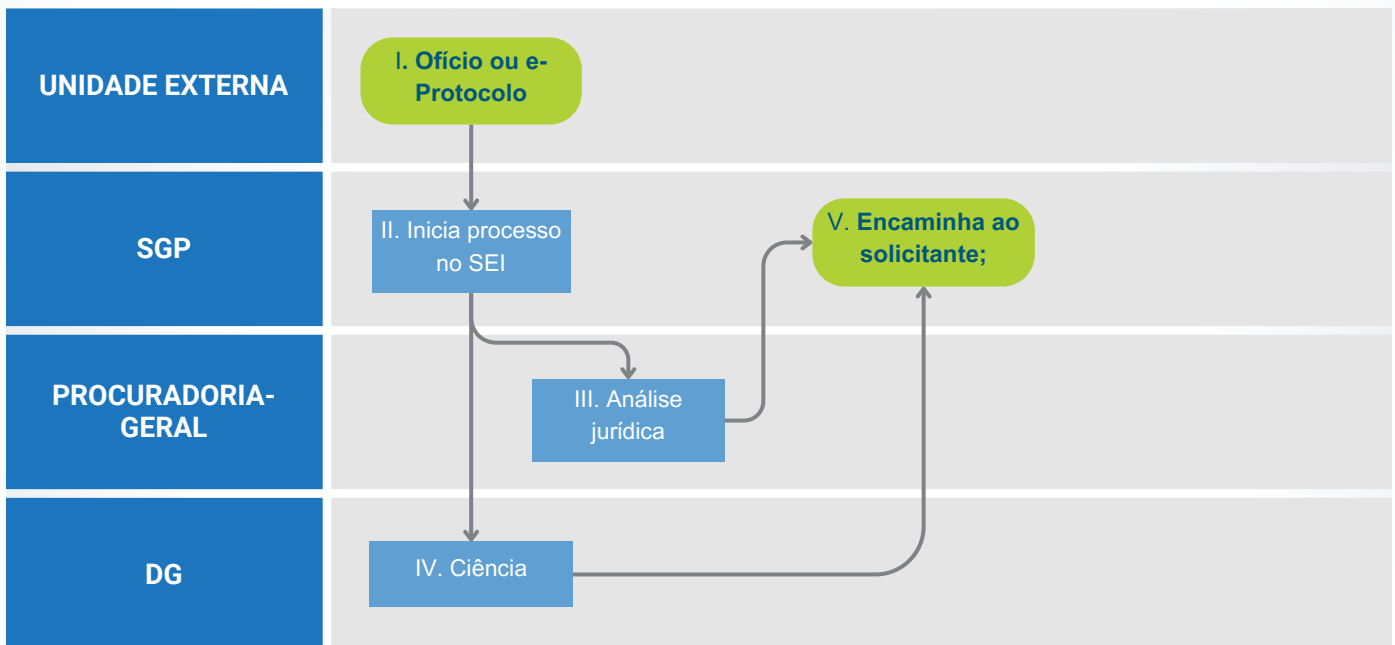 UNIDADE EXTERNA
I. Ofício ou e-
Protocolo
SGP
II. Inicia processo
no SEI
V. Encaminha ao
solicitante;
PROCURADORIA-
GERAL
III. Análise
jurídica
DG
IV. Ciência